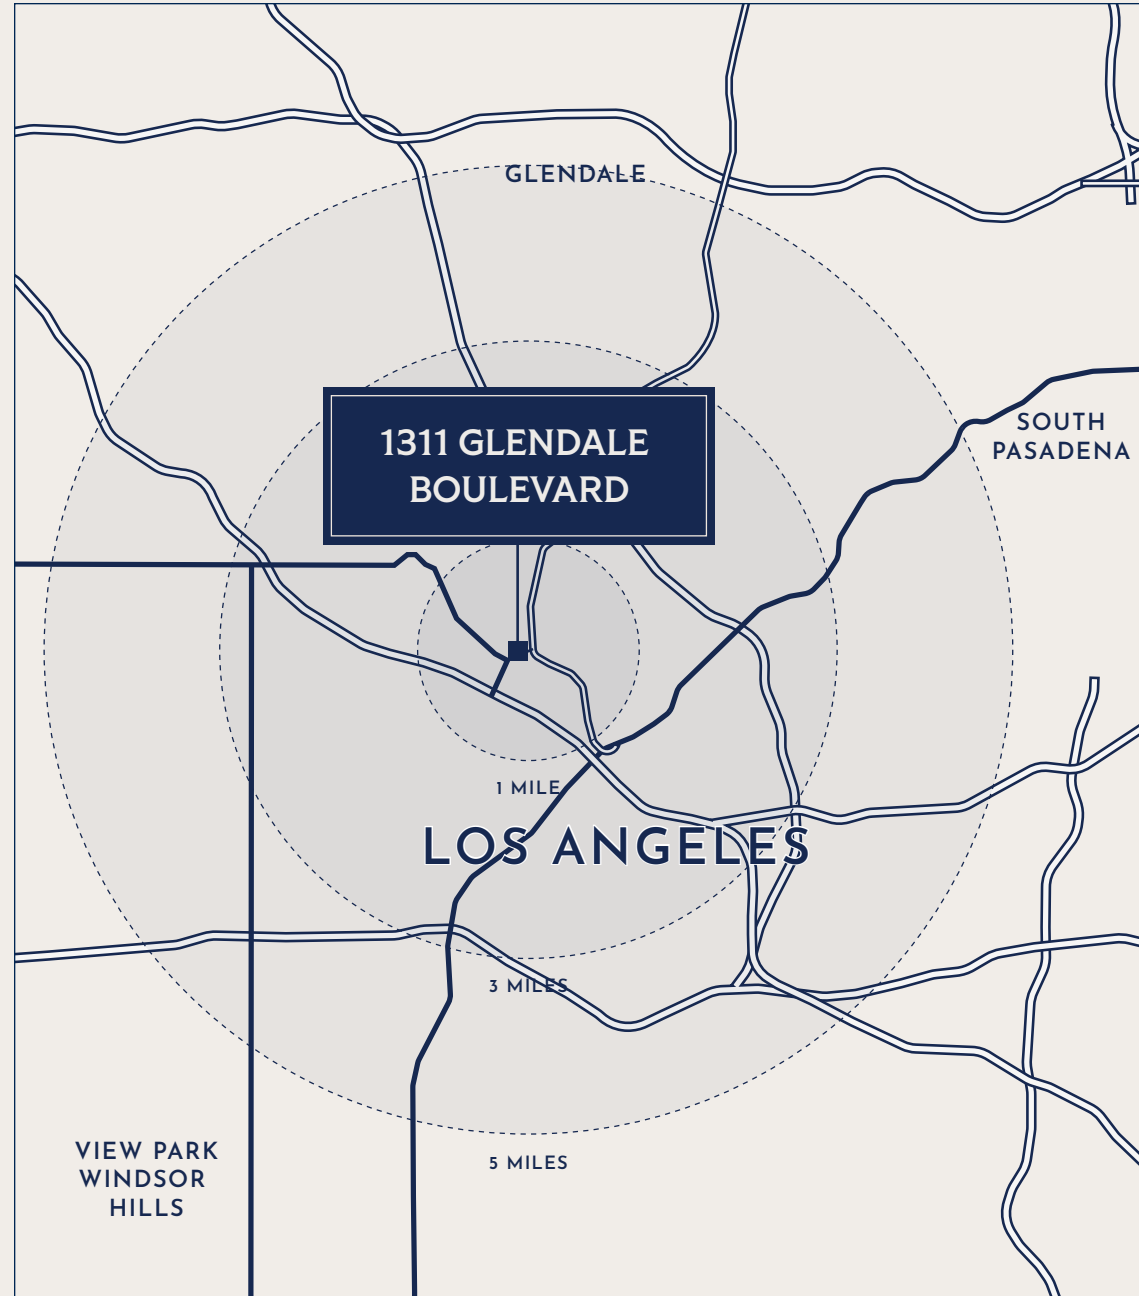 GLENDALE
SOUTH
PASADENA
1311 GLENDALE
BOULEVARD
1 MILE
LOS ANGELES
3 MILES
VIEW PARK
WINDSOR
HILLS
5 MILES